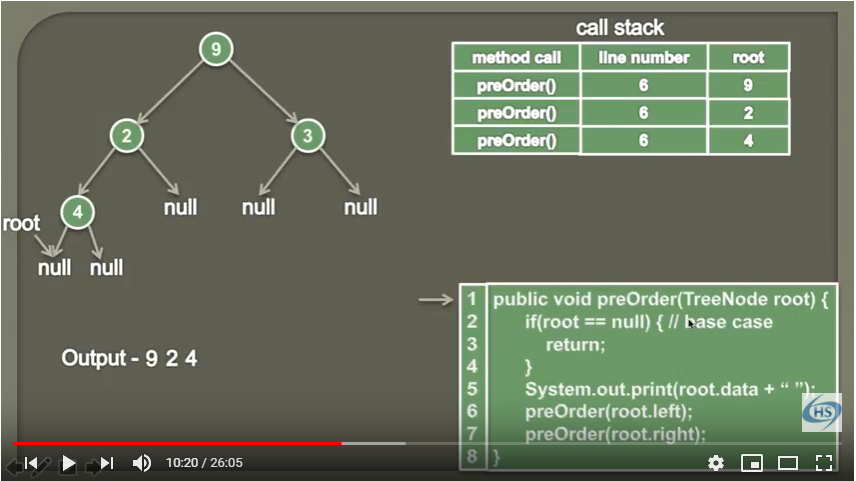 call stack
method call line number root
preOrder() 6 9
preOrder() 6 2
preOrder() 6 4
9
2 3
4 null null null
root
null null
Output - 9 2 4
1 public void preOrder(TreeNode root) {
2 if(root == null) { // base case
3 return;
4 }
5 System.out.print(root.data + “ ”);
6 preOrder(root.left);
7 preOrder(root.right);
8 }
HS
10:20 / 26:05